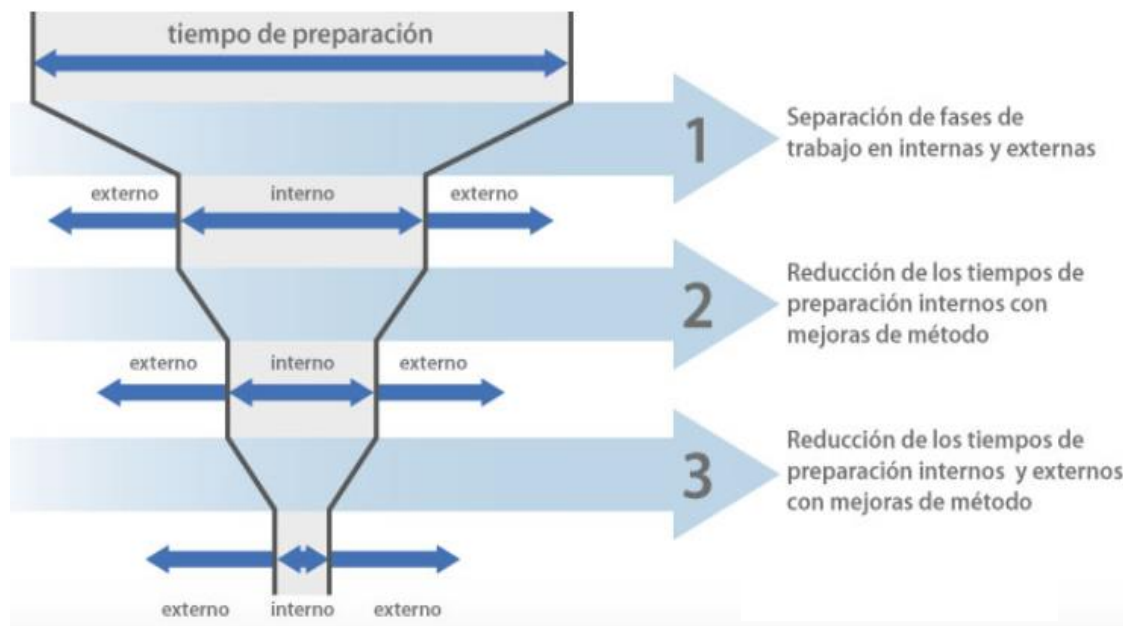 tiempo de preparación
1
Separación de fases de
trabajo en internas y externas
externo interno externo
2
Reducción de los tiempos de
preparación internos con
mejoras de método
externo interno externo
3
Reducción de los tiempos de
preparación internos y externos
con mejoras de método
externo interno externo